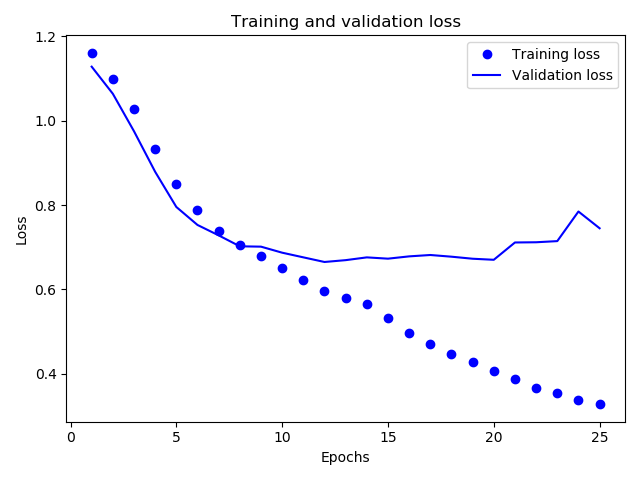 Training and validation loss
Training loss
Validation loss
1.2
1.0
0.8
0.6
0.4
Loss
0
5
10
15
20
25
Epochs